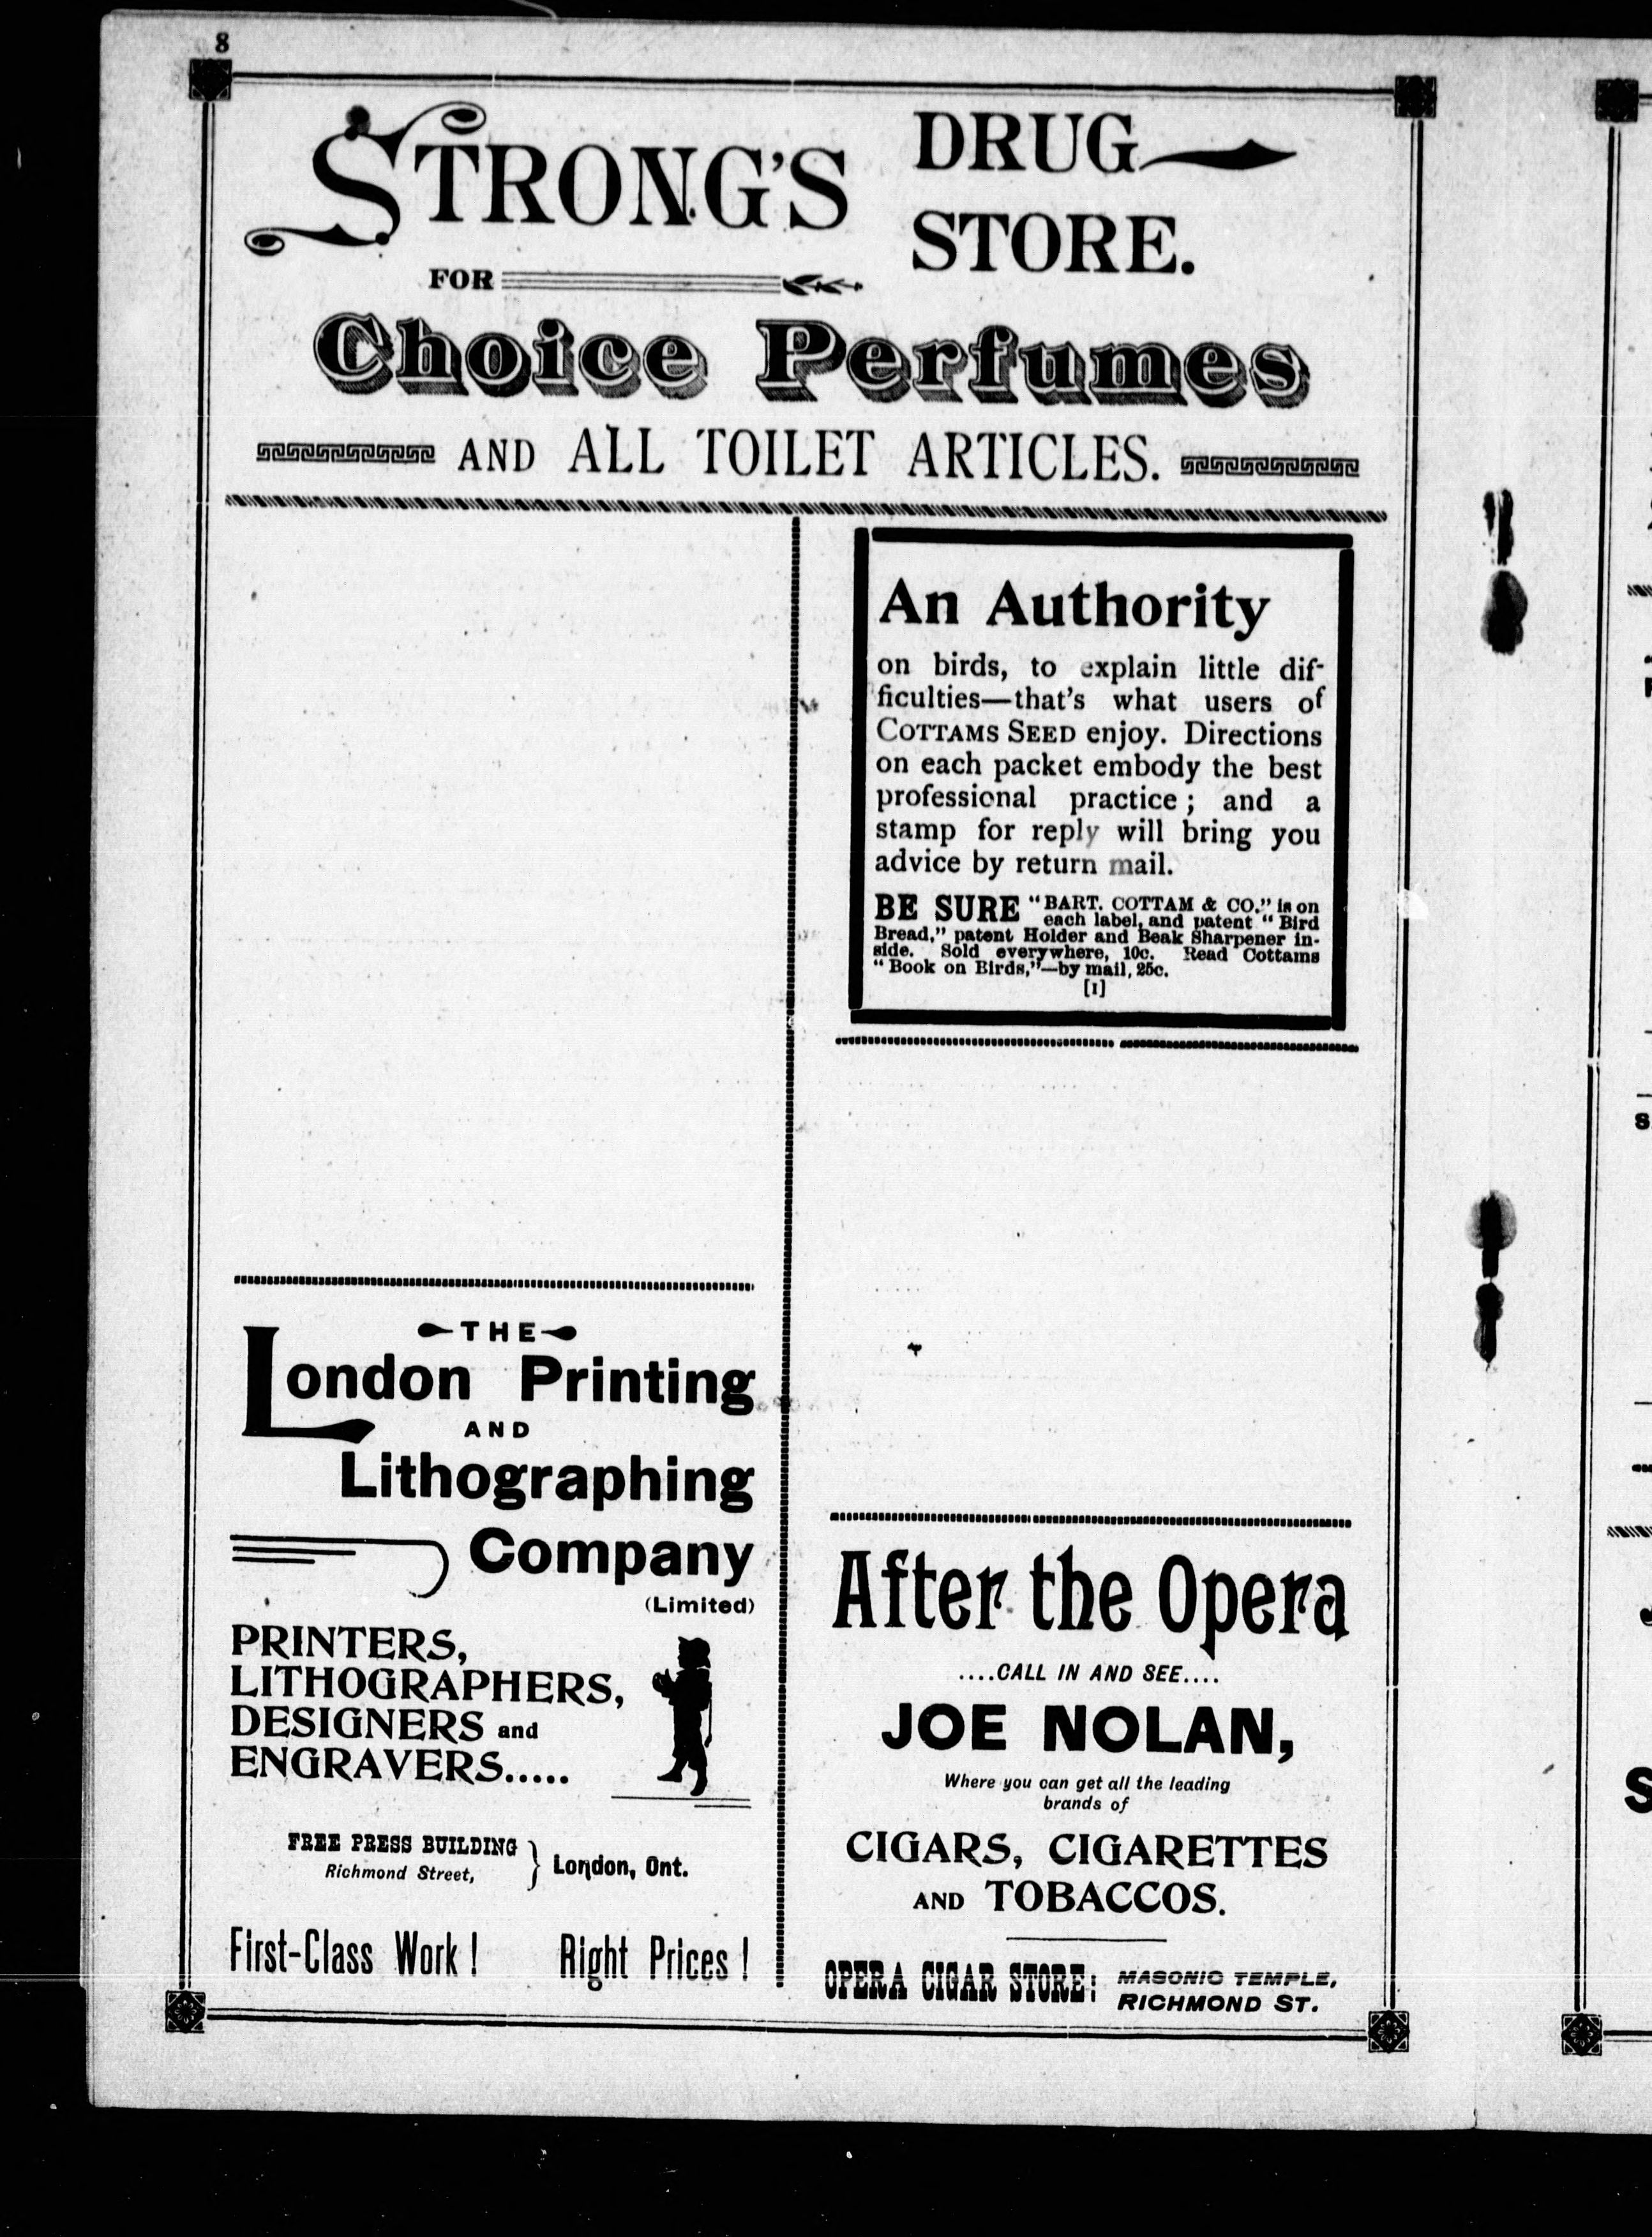 8
STRONG'S DRUG
STORE.
FOR
Choice Perfumes
AND ALL TOILET ARTICLES.
THE
London Printing
AND
Lithographing
Company
(Limited)
PRINTERS,
LITHOGRAPHERS,
DESIGNERS and
ENGRAVERS.....
FREE PRESS BUILDING
Richmond Street,
} London, Ont.
First-Class Work! Right Prices!
An Authority
on birds, to explain little dif-
ficulties—that's what users of
COTTAMS SEED enjoy. Directions
on each packet embody the best
professional practice; and a
stamp for reply will bring you
advice by return mail.
BE SURE "BART. COTTAM & CO." is on
each label, and patent "Bird
Bread," patent Holder and Beak Sharpener in-
side. Sold everywhere, 10c. Read Cottams
"Book on Birds,"—by mail, 25c.
[1]
After the Opera
....CALL IN AND SEE....
JOE NOLAN,
Where you can get all the leading
brands of
CIGARS, CIGARETTES
AND TOBACCOS.
OPERA CIGAR STORE: MASONIC TEMPLE,
RICHMOND ST.